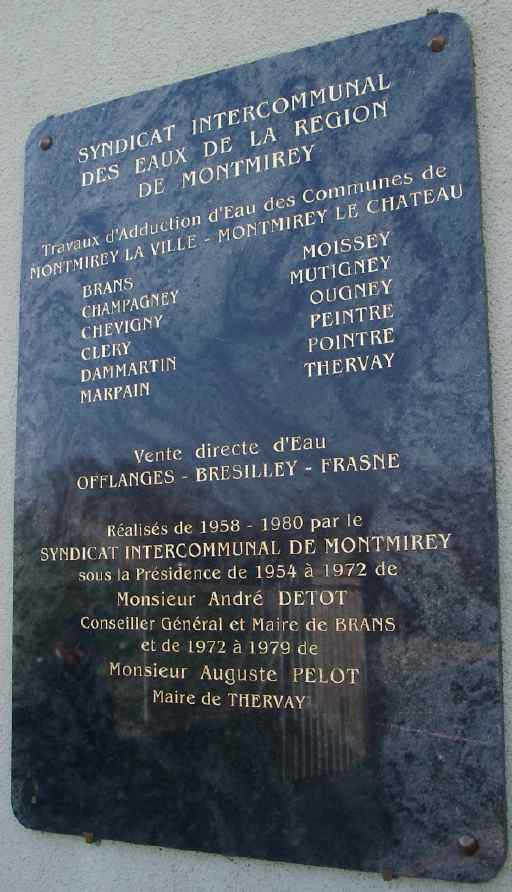 SYNDICAT INTERCOMMUNAL
DES EAUX DE LA REGION
DE MONTMIREY
Travaux d'Adduction d'Eau des Communes de
MONTMIREY LA VILLE - MONTMIREY LE CHATEAU
BRANS
CHAMPAGNEY
CHEVIGNY
CLERY
DAMMARTIN
MARPAIN
MOISSEY
MUTIGNEY
OUGNEY
PEINTRE
POINTRE
THERVAY
Vente directe d'Eau
OFFLANGES - BRESILLEY - FRASNE
Réalisés de 1958 - 1980 par le
SYNDICAT INTERCOMMUNAL DE MONTMIREY
sous la Présidence de 1954 à 1972 de
Monsieur André DETOT
Conseiller Général et Maire de BRANS
et de 1972 à 1979 de
Monsieur Auguste PELOT
Maire de THERVAY